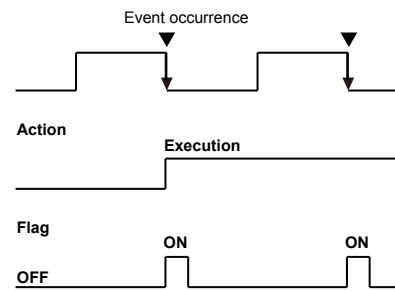 Event occurrence
Action
Execution
Flag
ON ON
OFF